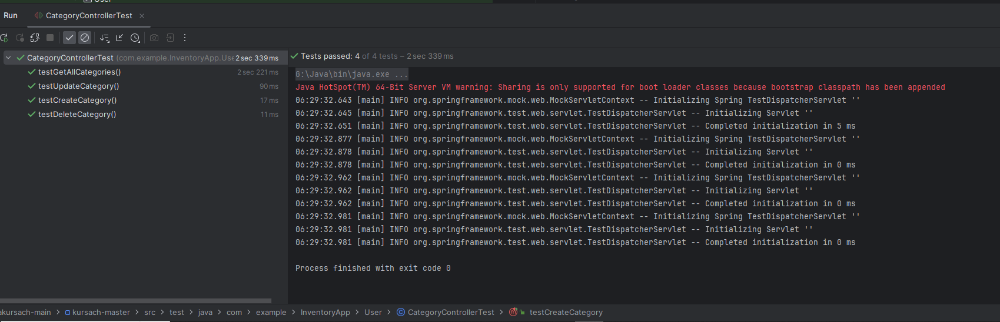 User
Run CategoryControllerTest
CategoryControllerTest (com.example.InventoryApp.Use 2 sec 339 ms
testGetAllCategories() 2 sec 221 ms
testUpdateCategory() 90 ms
testCreateCategory() 17 ms
testDeleteCategory() 11 ms
Tests passed: 4 of 4 tests – 2 sec 339 ms
G:\Java\bin\java.exe ...
Java HotSpot(TM) 64-Bit Server VM warning: Sharing is only supported for boot loader classes because bootstrap classpath has been appended
06:29:32.643 [main] INFO org.springframework.mock.web.MockServletContext -- Initializing Spring TestDispatcherServlet ''
06:29:32.645 [main] INFO org.springframework.test.web.servlet.TestDispatcherServlet -- Initializing Servlet ''
06:29:32.651 [main] INFO org.springframework.test.web.servlet.TestDispatcherServlet -- Completed initialization in 5 ms
06:29:32.877 [main] INFO org.springframework.mock.web.MockServletContext -- Initializing Spring TestDispatcherServlet ''
06:29:32.878 [main] INFO org.springframework.test.web.servlet.TestDispatcherServlet -- Initializing Servlet ''
06:29:32.878 [main] INFO org.springframework.test.web.servlet.TestDispatcherServlet -- Completed initialization in 0 ms
06:29:32.962 [main] INFO org.springframework.mock.web.MockServletContext -- Initializing Spring TestDispatcherServlet ''
06:29:32.962 [main] INFO org.springframework.test.web.servlet.TestDispatcherServlet -- Initializing Servlet ''
06:29:32.962 [main] INFO org.springframework.test.web.servlet.TestDispatcherServlet -- Completed initialization in 0 ms
06:29:32.981 [main] INFO org.springframework.mock.web.MockServletContext -- Initializing Spring TestDispatcherServlet ''
06:29:32.981 [main] INFO org.springframework.test.web.servlet.TestDispatcherServlet -- Initializing Servlet ''
06:29:32.981 [main] INFO org.springframework.test.web.servlet.TestDispatcherServlet -- Completed initialization in 0 ms
Process finished with exit code 0
akursach-main > kursach-master > src > test > java > com > example > InventoryApp > User > CategoryControllerTest > testCreateCategory